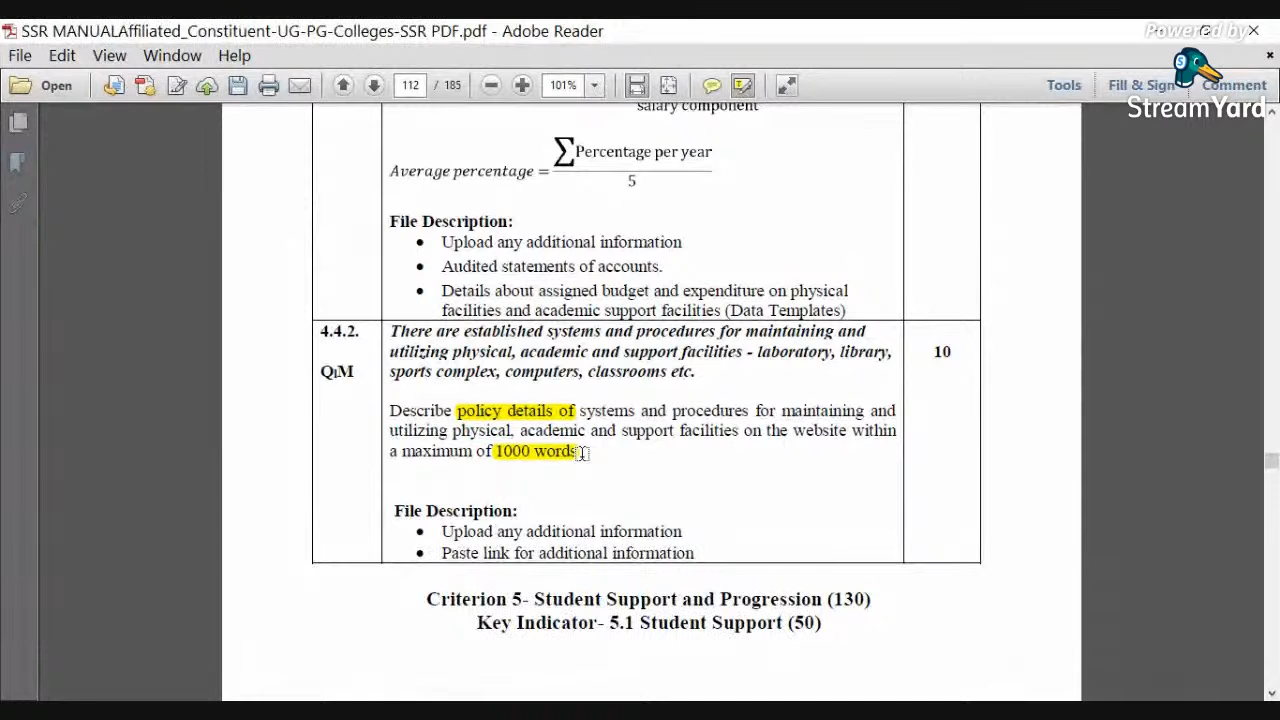 SSR MANUALAffiliated_Constituent-UG-PG-Colleges-SSR PDF.pdf - Adobe Reader
Powered by
File Edit View Window Help
Open 112 / 185 101% Tools Fill & Sign Comment
StreamYard
salary component
Average percentage = ∑Percentage per year
5
File Description:
• Upload any additional information
• Audited statements of accounts.
• Details about assigned budget and expenditure on physical
facilities and academic support facilities (Data Templates)
4.4.2. There are established systems and procedures for maintaining and
utilizing physical, academic and support facilities - laboratory, library, 10
QlM sports complex, computers, classrooms etc.
Describe policy details of systems and procedures for maintaining and
utilizing physical, academic and support facilities on the website within
a maximum of 1000 words
File Description:
• Upload any additional information
• Paste link for additional information
Criterion 5- Student Support and Progression (130)
Key Indicator- 5.1 Student Support (50)